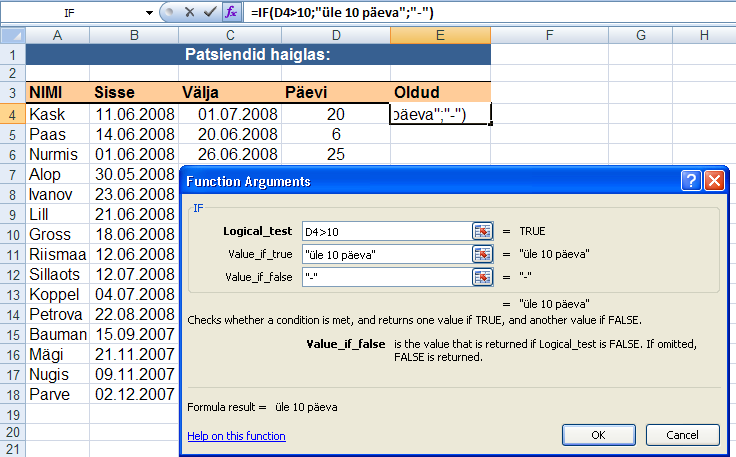 IF =IF(D4>10;"üle 10 päeva";"-")
A B C D E F G H
1 Patsiendid haiglas:
2
3 NIMI Sisse Välja Päevi Oldud
4 Kask 11.06.2008 01.07.2008 20 päeva";"-")
5 Paas 14.06.2008 20.06.2008 6
6 Nurmis 01.06.2008 26.06.2008 25
7 Alop 30.05.2008
8 Ivanov 23.06.2008
9 Lill 21.06.2008
10 Gross 18.06.2008
11 Riismaa 12.06.2008
12 Sillaots 12.07.2008
13 Koppel 04.07.2008
14 Petrova 22.08.2008
15 Bauman 15.09.2007
16 Mägi 21.11.2007
17 Nugis 09.11.2007
18 Parve 02.12.2007
19
20
21
Function Arguments
IF
Logical_test D4>10 = TRUE
Value_if_true "üle 10 päeva" = "üle 10 päeva"
Value_if_false "-" = "-"
= "üle 10 päeva"
Checks whether a condition is met, and returns one value if TRUE, and another value if FALSE.
Value_if_false is the value that is returned if Logical_test is FALSE. If omitted,
FALSE is returned.
Formula result = üle 10 päeva
Help on this function OK Cancel